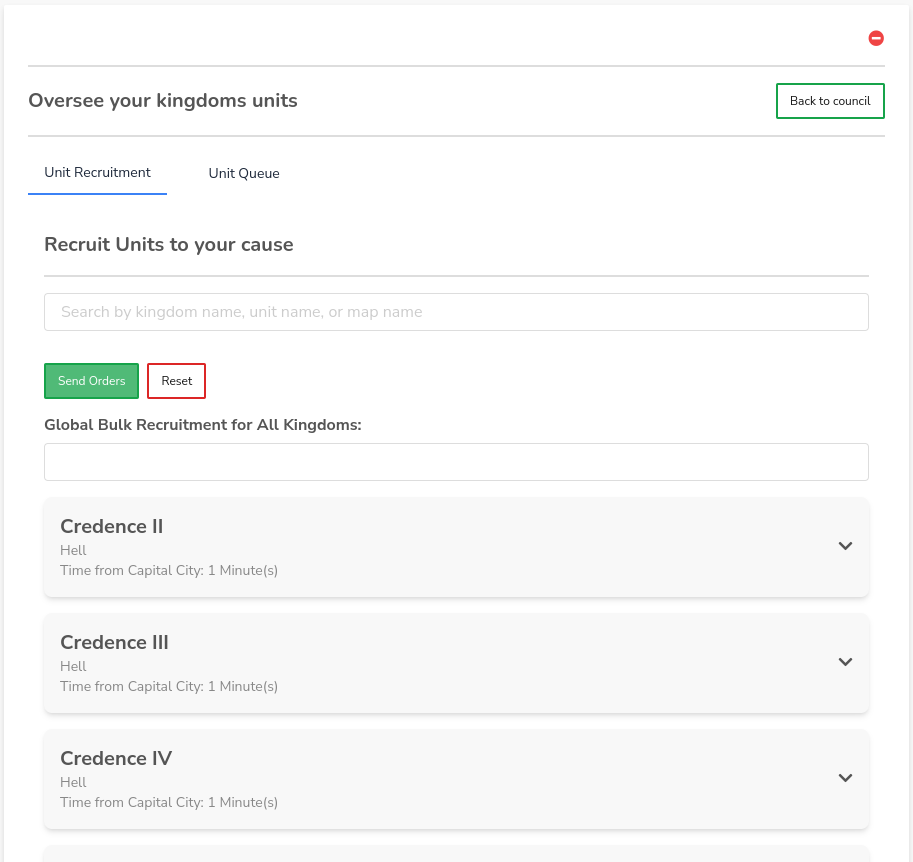 Oversee your kingdoms units
Back to council
Unit Recruitment
Unit Queue
Recruit Units to your cause
Search by kingdom name, unit name, or map name
Send Orders
Reset
Global Bulk Recruitment for All Kingdoms:
Credence II
Hell
Time from Capital City: 1 Minute(s)
Credence III
Hell
Time from Capital City: 1 Minute(s)
Credence IV
Hell
Time from Capital City: 1 Minute(s)